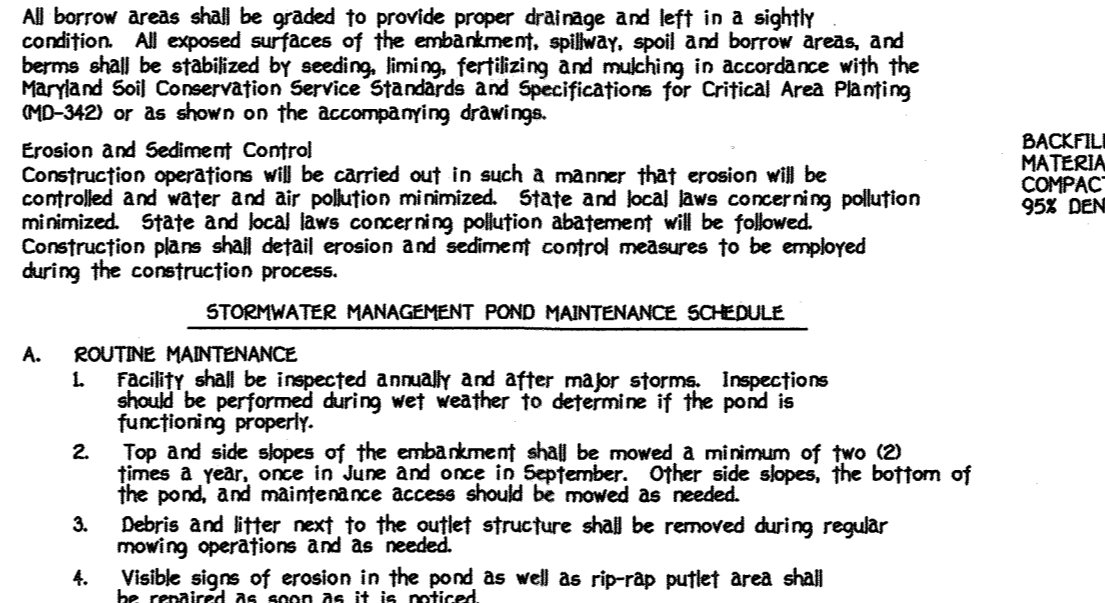 All borrow areas shall be graded to provide proper drainage and left in a sightly
condition. All exposed surfaces of the embankment, spillway, spoil and borrow areas, and
berms shall be stabilized by seeding, liming, fertilizing and mulching in accordance with the
Maryland Soil Conservation Service Standards and Specifications for Critical Area Planting
(MD-342) or as shown on the accompanying drawings.
Erosion and Sediment Control
Construction operations will be carried out in such a manner that erosion will be
controlled and water and air pollution minimized. State and local laws concerning pollution
minimized. State and local laws concerning pollution abatement will be followed.
Construction plans shall detail erosion and sediment control measures to be employed
during the construction process.
STORMWATER MANAGEMENT POND MAINTENANCE SCHEDULE
A. ROUTINE MAINTENANCE
1. Facility shall be inspected annually and after major storms. Inspections
should be performed during wet weather to determine if the pond is
functioning properly.
2. Top and side slopes of the embankment shall be mowed a minimum of two (2)
times a year, once in June and once in September. Other side slopes, the bottom of
the pond, and maintenance access should be mowed as needed.
3. Debris and litter next to the outlet structure shall be removed during regular
mowing operations and as needed.
4. Visible signs of erosion in the pond as well as rip-rap putlet area shall
be repaired as soon as it is noticed.
BACKFILL
MATERIA
COMPACT
95% DEN